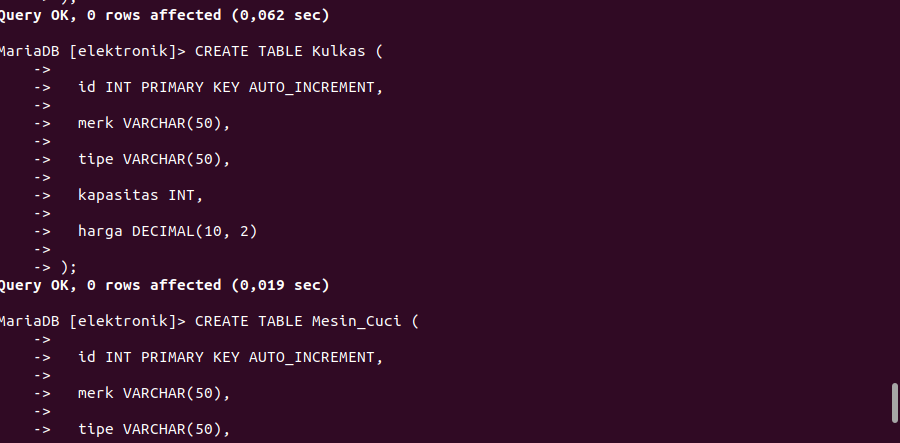 );
Query OK, 0 rows affected (0,062 sec)
MariaDB [elektronik]> CREATE TABLE Kulkas (
->
-> id INT PRIMARY KEY AUTO_INCREMENT,
->
-> merk VARCHAR(50),
->
-> tipe VARCHAR(50),
->
-> kapasitas INT,
->
-> harga DECIMAL(10, 2)
->
-> );
Query OK, 0 rows affected (0,019 sec)
MariaDB [elektronik]> CREATE TABLE Mesin_Cuci (
->
-> id INT PRIMARY KEY AUTO_INCREMENT,
->
-> merk VARCHAR(50),
->
-> tipe VARCHAR(50),